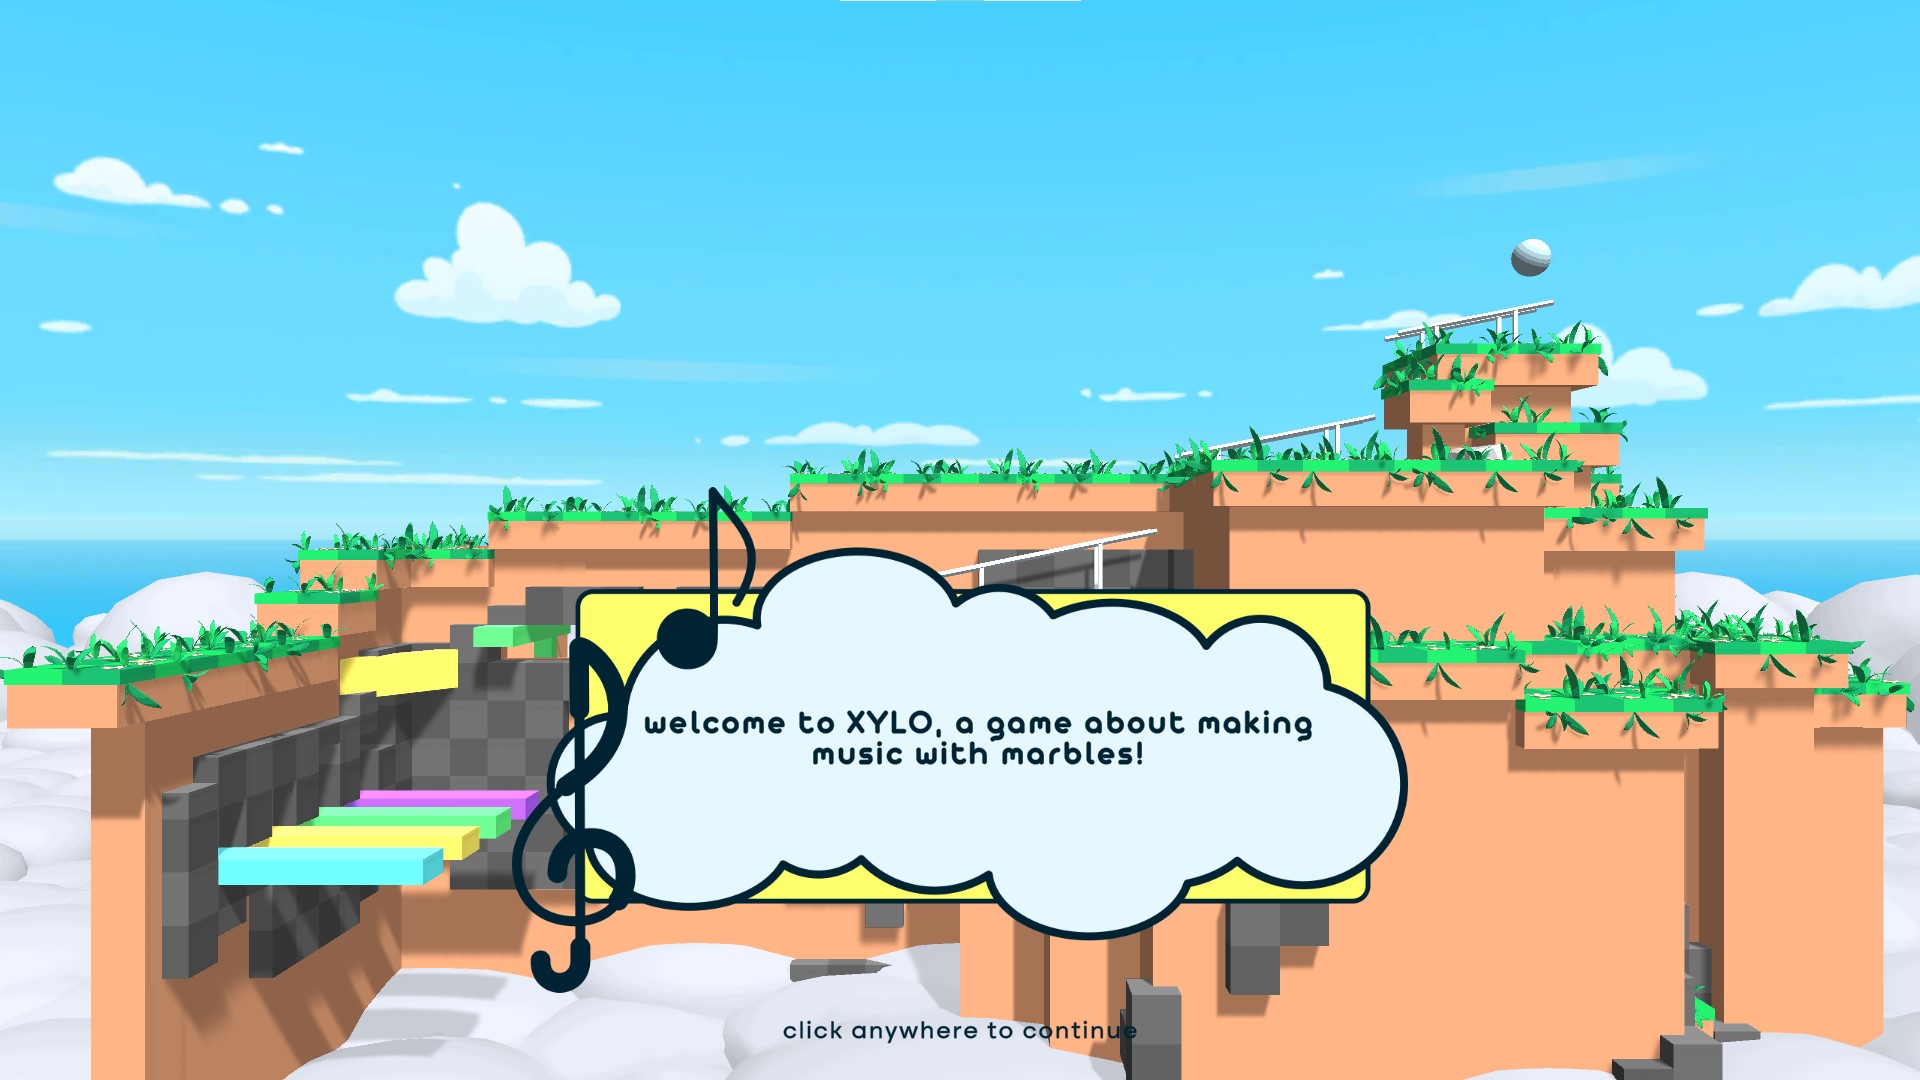 welcome to XYLO, a game about making
music with marbles!
click anywhere to continue